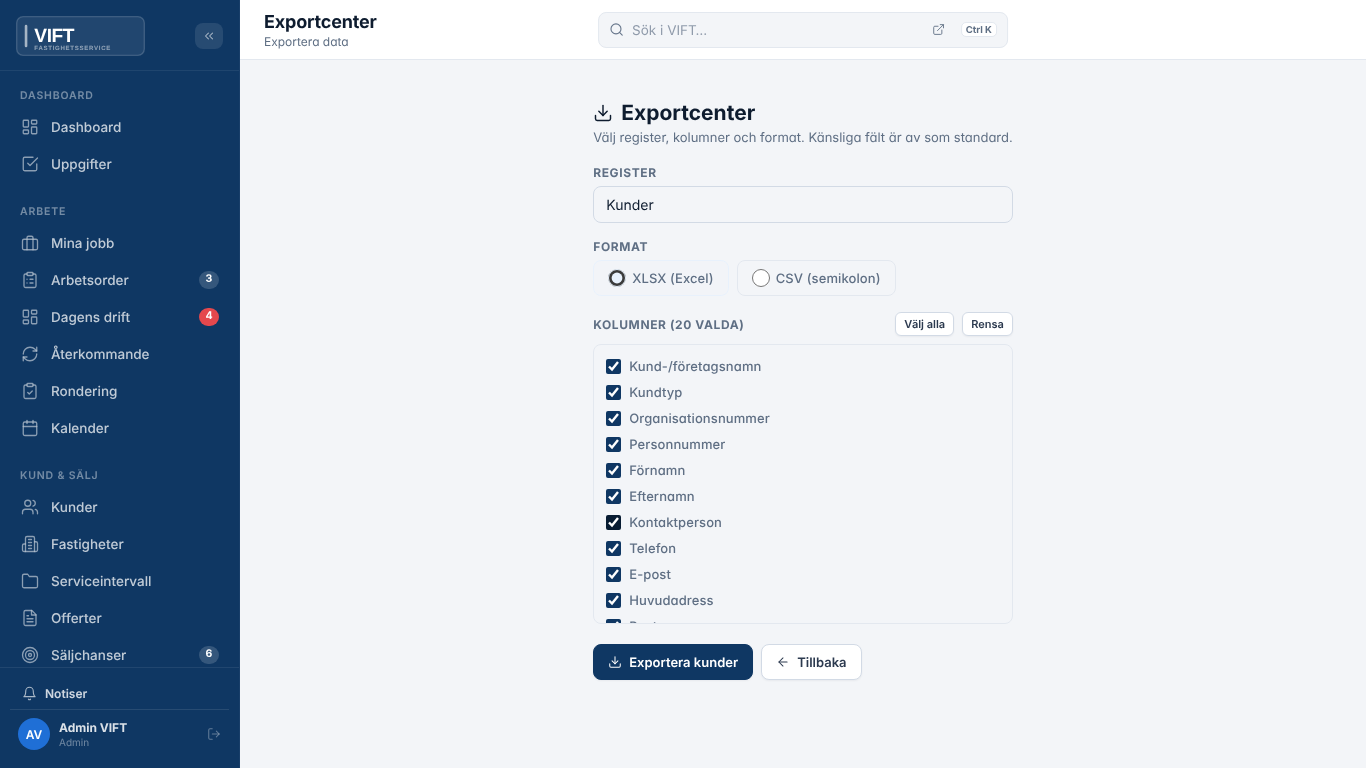 VIFT
FASTIGHETSSERVICE
DASHBOARD
Dashboard
Uppgifter
ARBETE
Mina jobb
Arbetsorder 3
Dagens drift 4
Återkommande
Rondering
Kalender
KUND & SÄLJ
Kunder
Fastigheter
Serviceintervall
Offerter
Säljchanser 6
Notiser
AV
Admin VIFT
Admin
Exportcenter
Exportera data
Sök i VIFT... Ctrl K
Exportcenter
Välj register, kolumner och format. Känsliga fält är av som standard.
REGISTER
Kunder
FORMAT
XLSX (Excel) CSV (semikolon)
KOLUMNER (20 VALDA) Välj alla Rensa
Kund-/företagsnamn
Kundtyp
Organisationsnummer
Personnummer
Förnamn
Efternamn
Kontaktperson
Telefon
E-post
Huvudadress
Exportera kunder Tillbaka